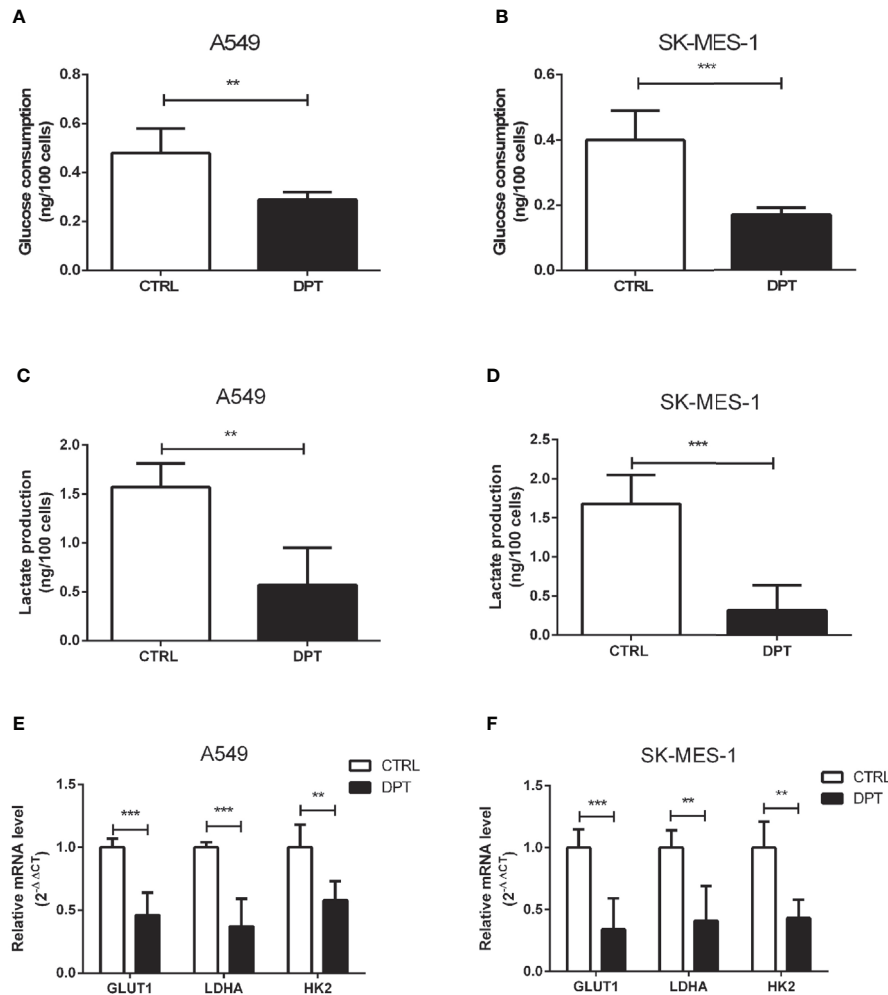 A
A549
**
Glucose consumption
(ng/100 cells)
0.8
0.6
0.4
0.2
0.0
CTRL DPT
B
SK-MES-1
***
Glucose consumption
(ng/100 cells)
0.6
0.4
0.2
0.0
CTRL DPT
C
A549
**
Lactate production
(ng/100 cells)
2.0
1.5
1.0
0.5
0.0
CTRL DPT
D
SK-MES-1
***
Lactate production
(ng/100 cells)
2.5
2.0
1.5
1.0
0.5
0.0
CTRL DPT
E
A549
CTRL
DPT
*** *** **
Relative mRNA level
(2-Δ ΔCT)
1.5
1.0
0.5
0.0
GLUT1 LDHA HK2
F
SK-MES-1
CTRL
DPT
*** ** **
Relative mRNA level
(2-Δ ΔCT)
1.5
1.0
0.5
0.0
GLUT1 LDHA HK2